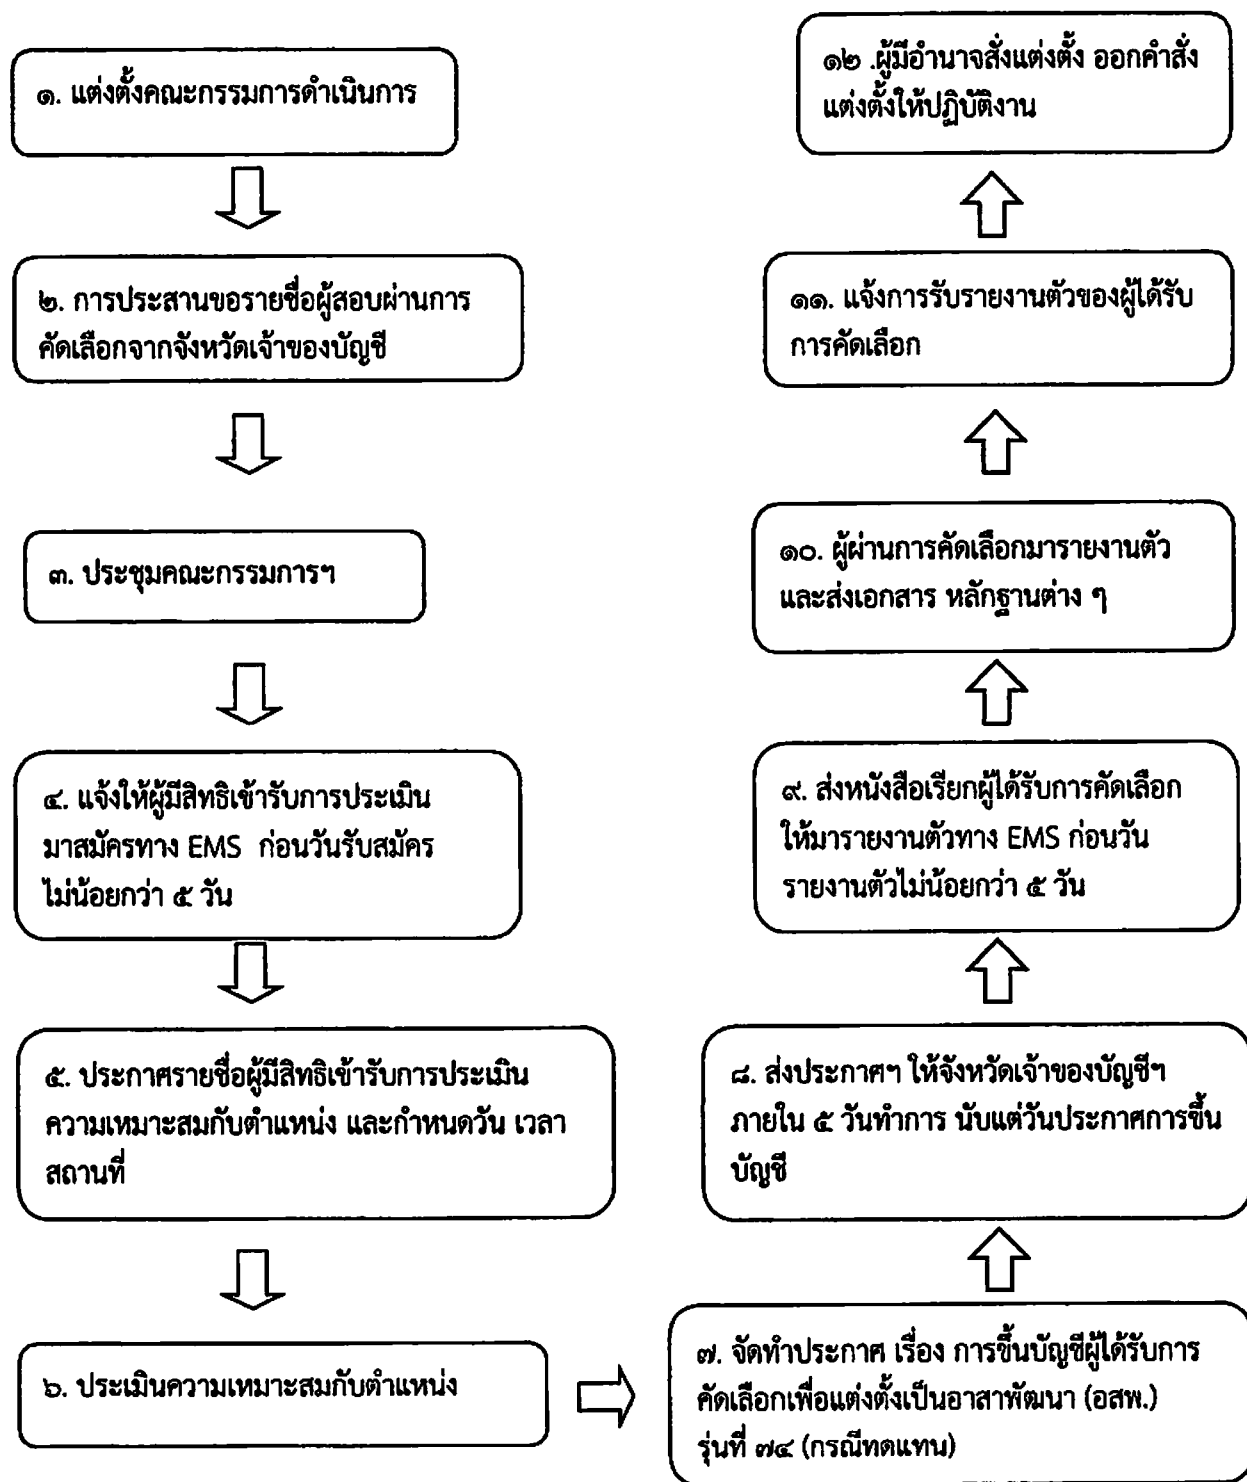 ๑. แต่งตั้งคณะกรรมการดำเนินการ
๒. การประสานขอรายชื่อผู้สอบผ่านการ
คัดเลือกจากจังหวัดเจ้าของบัญชี
๓. ประชุมคณะกรรมการฯ
๔. แจ้งให้ผู้มีสิทธิเข้ารับการประเมิน
มาสมัครทาง EMS ก่อนวันรับสมัคร
ไม่น้อยกว่า ๕ วัน
๕. ประกาศรายชื่อผู้มีสิทธิเข้ารับการประเมิน
ความเหมาะสมกับตำแหน่ง และกำหนดวัน เวลา
สถานที่
๖. ประเมินความเหมาะสมกับตำแหน่ง
๗. จัดทำประกาศ เรื่อง การขึ้นบัญชีผู้ได้รับการ
คัดเลือกเพื่อแต่งตั้งเป็นอาสาพัฒนา (อสพ.)
รุ่นที่ ๗๔ (กรณีทดแทน)
๘. ส่งประกาศฯ ให้จังหวัดเจ้าของบัญชีฯ
ภายใน ๕ วันทำการ นับแต่วันประกาศการขึ้น
บัญชี
๙. ส่งหนังสือเรียกผู้ได้รับการคัดเลือก
ให้มารายงานตัวทาง EMS ก่อนวัน
รายงานตัวไม่น้อยกว่า ๕ วัน
๑๐. ผู้ผ่านการคัดเลือกมารายงานตัว
และส่งเอกสาร หลักฐานต่าง ๆ
๑๑. แจ้งการรับรายงานตัวของผู้ได้รับ
การคัดเลือก
๑๒ .ผู้มีอำนาจสั่งแต่งตั้ง ออกคำสั่ง
แต่งตั้งให้ปฏิบัติงาน